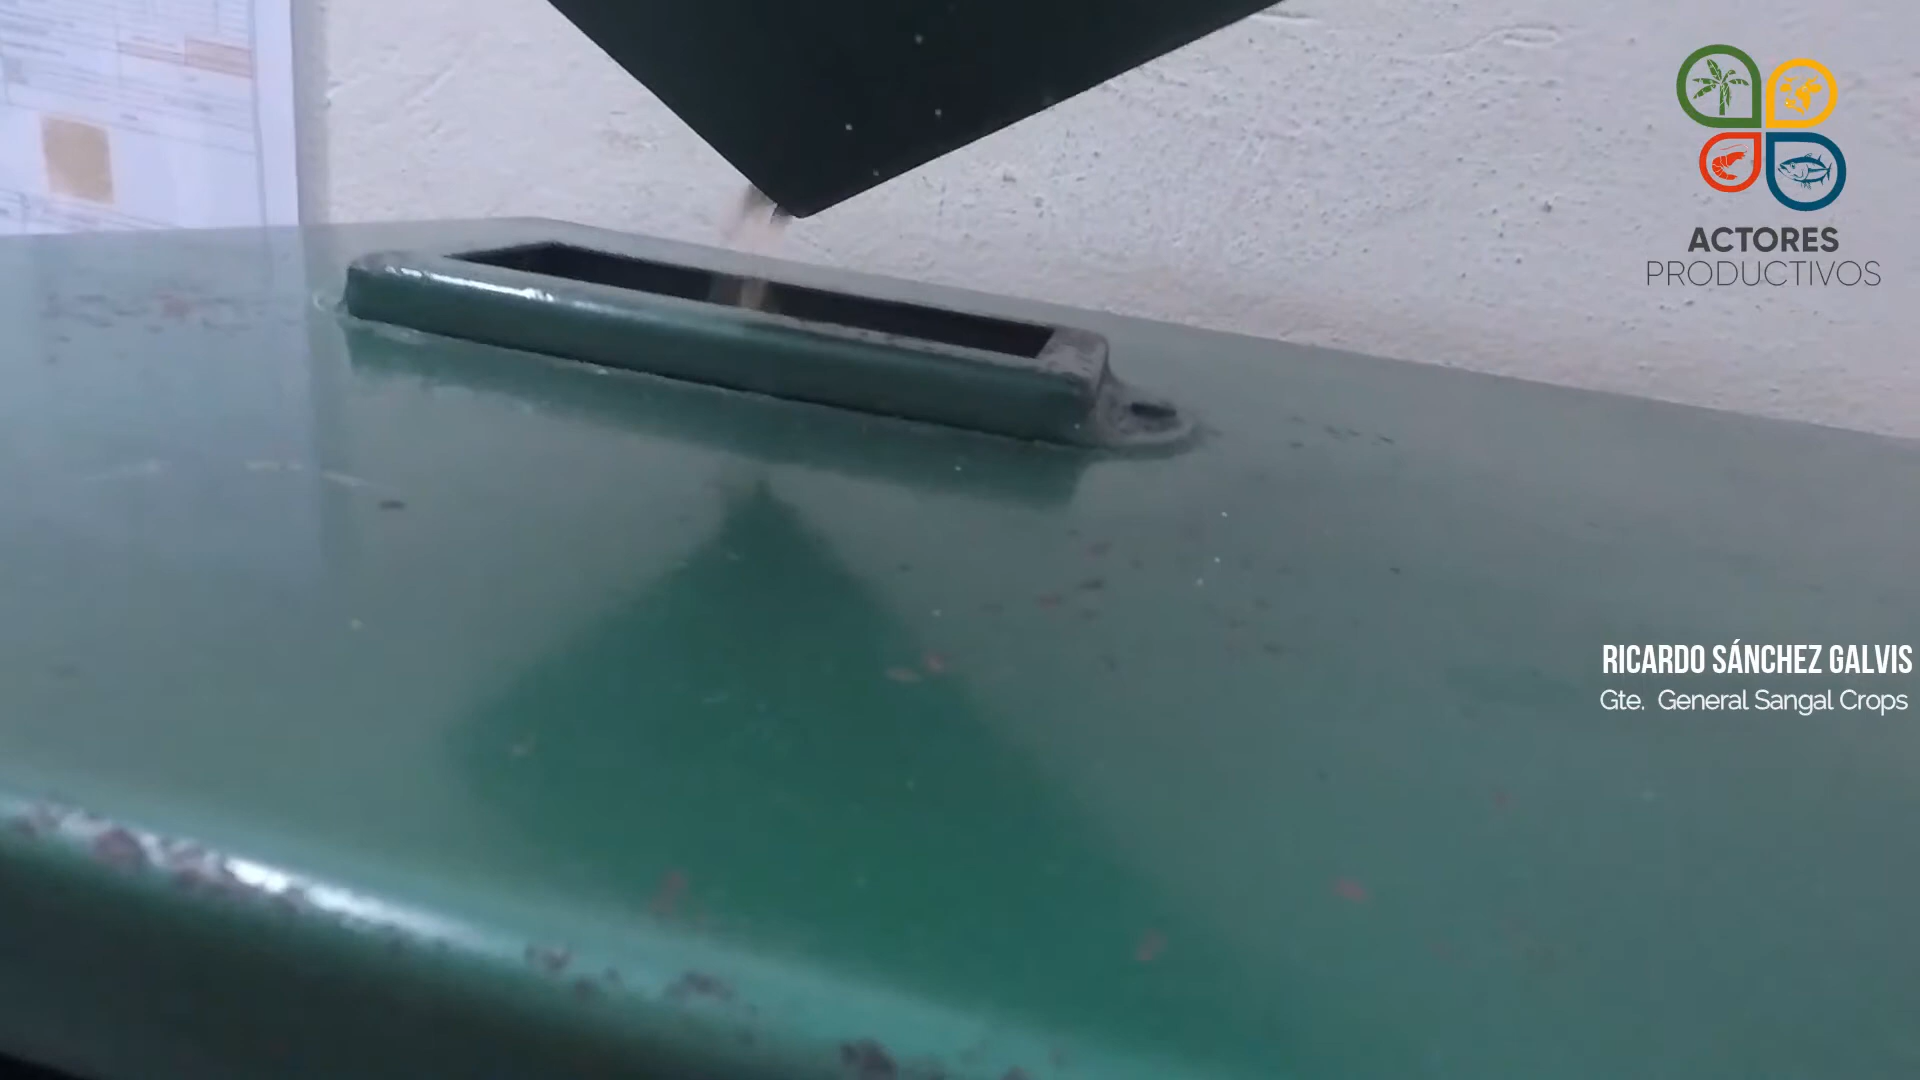 ACTORES
PRODUCTIVOS
RICARDO SÁNCHEZ GALVIS
Gte. General Sangal Crops